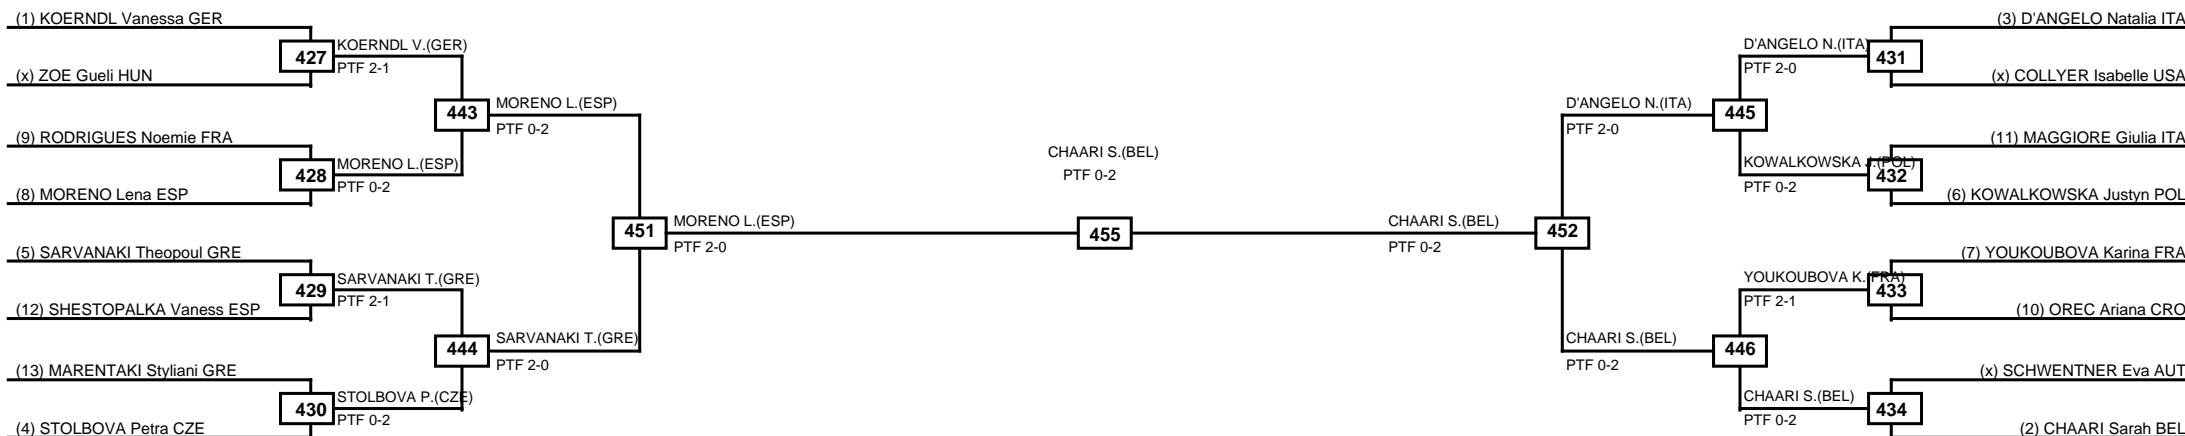 (1) KOERNDL Vanessa GER
427
KOERNDL V.(GER)
PTF 2-1
(x) ZOE Gueli HUN
443
MORENO L.(ESP)
PTF 0-2
(9) RODRIGUES Noemie FRA
428
MORENO L.(ESP)
PTF 0-2
(8) MORENO Lena ESP
451
MORENO L.(ESP)
PTF 2-0
(5) SARVANAKI Theopoul GRE
429
SARVANAKI T.(GRE)
PTF 2-1
(12) SHESTOPALKA Vaness ESP
444
SARVANAKI T.(GRE)
PTF 2-0
(13) MARENTAKI Styliani GRE
430
STOLBOVA P.(CZE)
PTF 0-2
(4) STOLBOVA Petra CZE
CHAARI S.(BEL)
PTF 0-2
455
(3) D'ANGELO Natalia ITA
D'ANGELO N.(ITA)
431
PTF 2-0
(x) COLLYER Isabelle USA
D'ANGELO N.(ITA)
445
PTF 2-0
(11) MAGGIORE Giulia ITA
KOWALKOWSKA J.(POL)
432
PTF 0-2
(6) KOWALKOWSKA Justyn POL
CHAARI S.(BEL)
452
PTF 0-2
(7) YOUKOUBOVA Karina FRA
YOUKOUBOVA K.(FRA)
433
PTF 2-1
(10) OREC Ariana CRO
CHAARI S.(BEL)
446
PTF 0-2
(x) SCHWENTNER Eva AUT
CHAARI S.(BEL)
434
PTF 0-2
(2) CHAARI Sarah BEL